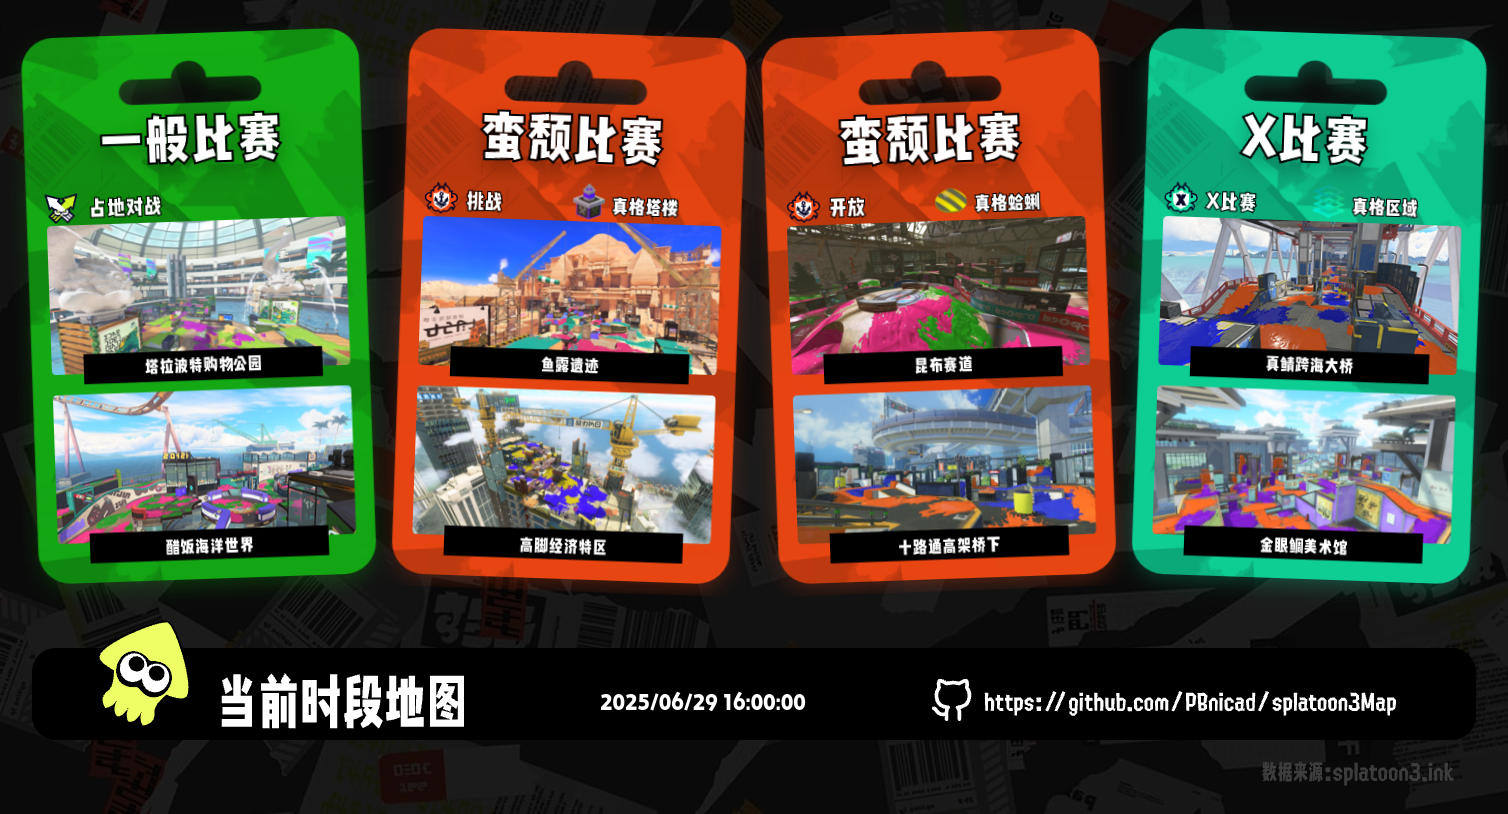 一般比赛
占地对战
塔拉波特购物公园
醋饭海洋世界
蛮颓比赛
挑战
真格塔楼
鱼露遗迹
高脚经济特区
蛮颓比赛
开放
真格蛤蜊
昆布赛道
十路通高架桥下
X比赛
X比赛
真格区域
真鲭跨海大桥
金眼鲷美术馆
当前时段地图
2025/06/29 16:00:00
https://github.com/PBnicad/splatoon3Map
数据来源:splatoon3.ink